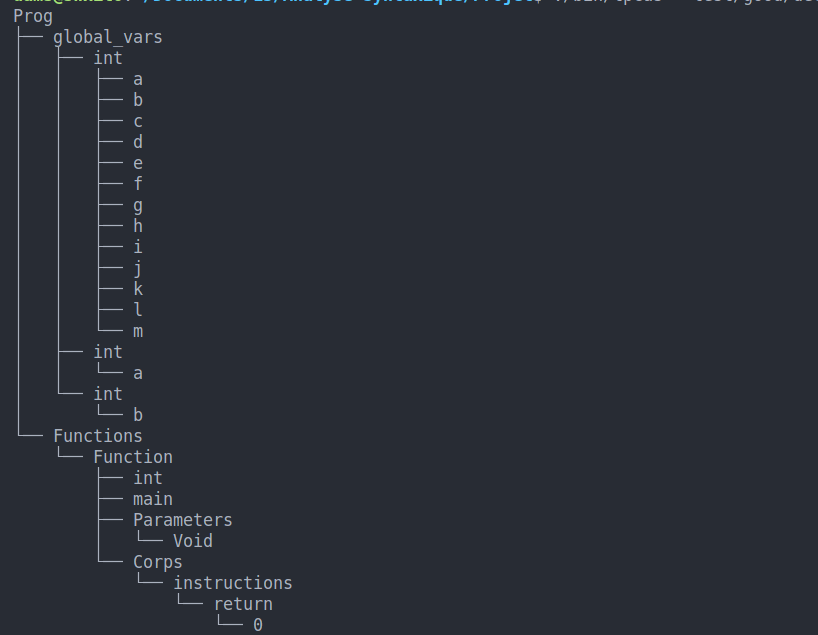 Prog
├── global_vars
│   ├── int
│   │   ├── a
│   │   ├── b
│   │   ├── c
│   │   ├── d
│   │   ├── e
│   │   ├── f
│   │   ├── g
│   │   ├── h
│   │   ├── i
│   │   ├── j
│   │   ├── k
│   │   ├── l
│   │   └── m
│   ├── int
│   │   └── a
│   └── int
│       └── b
└── Functions
    └── Function
        ├── int
        ├── main
        ├── Parameters
        │   └── Void
        └── Corps
            └── instructions
                └── return
                    └── 0